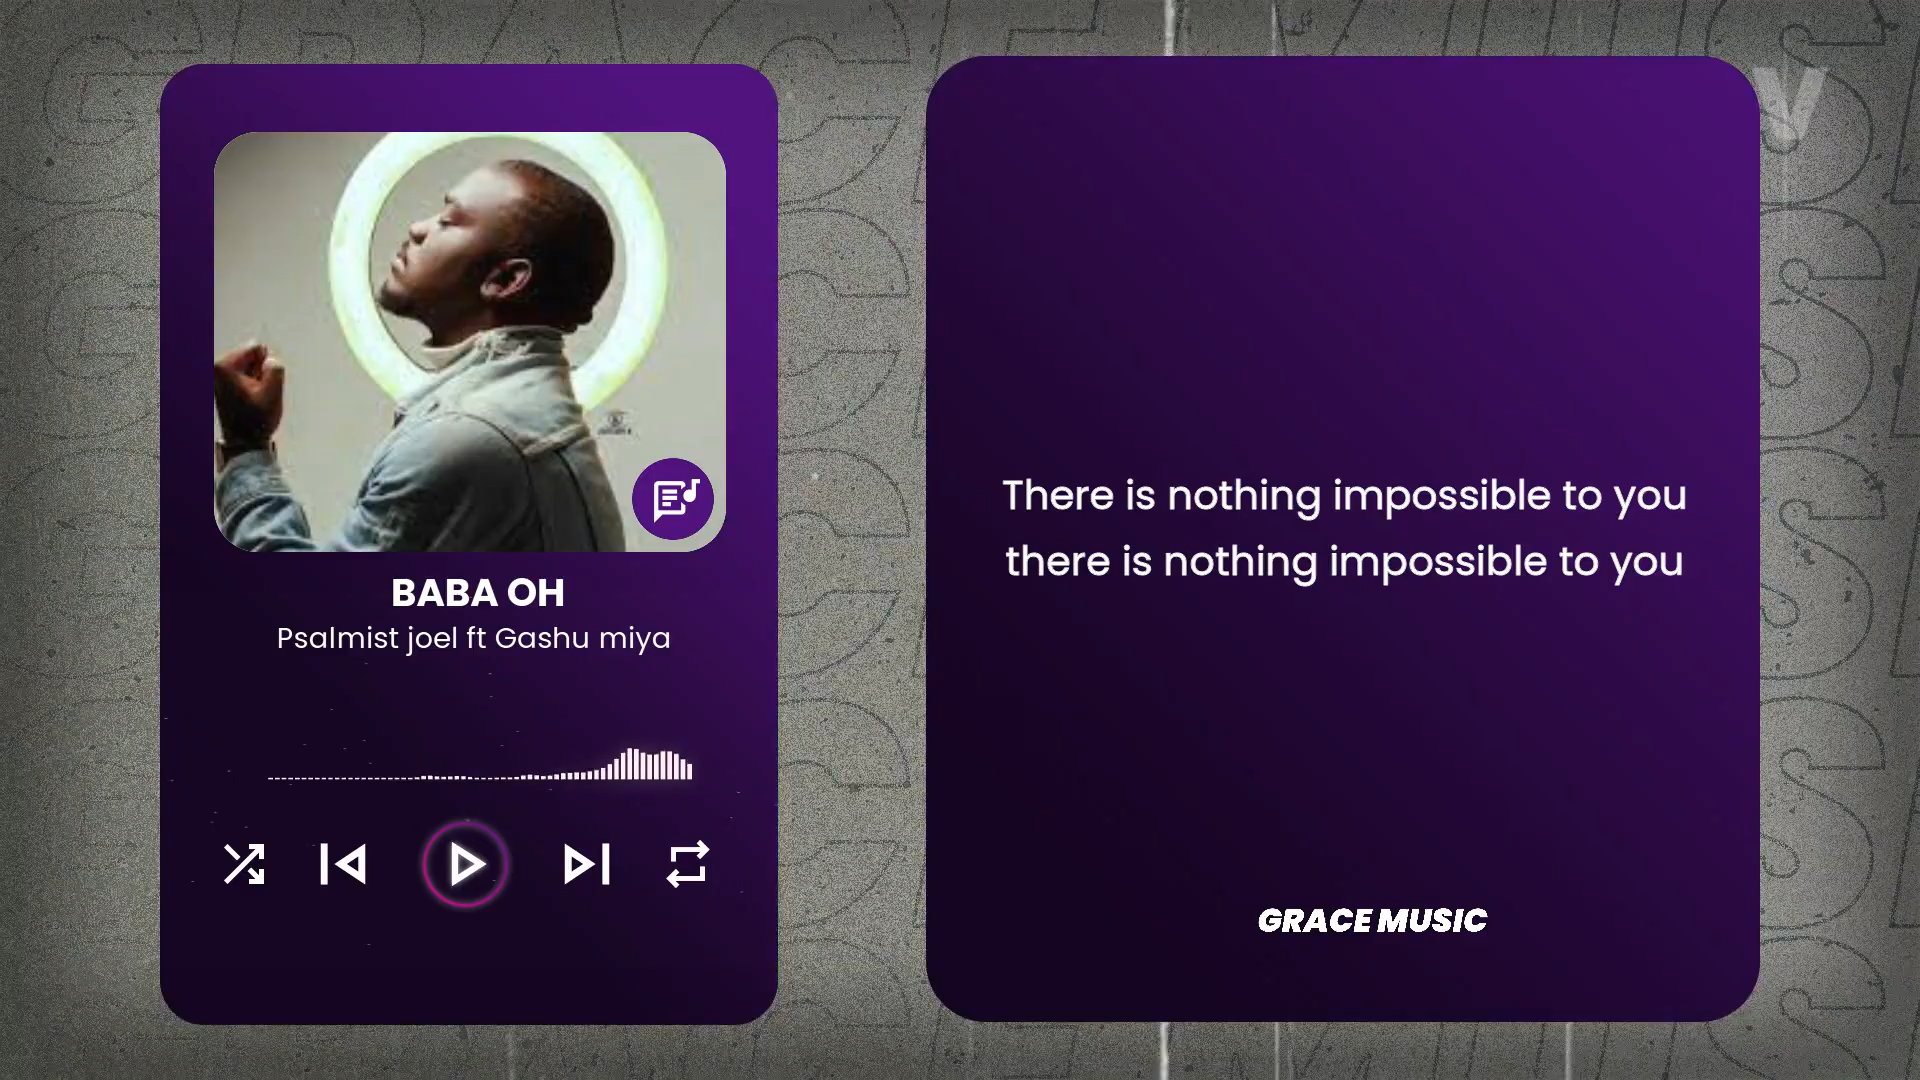 BABA OH
Psalmist joel ft Gashu miya
There is nothing impossible to you
there is nothing impossible to you
GRACE MUSIC
V